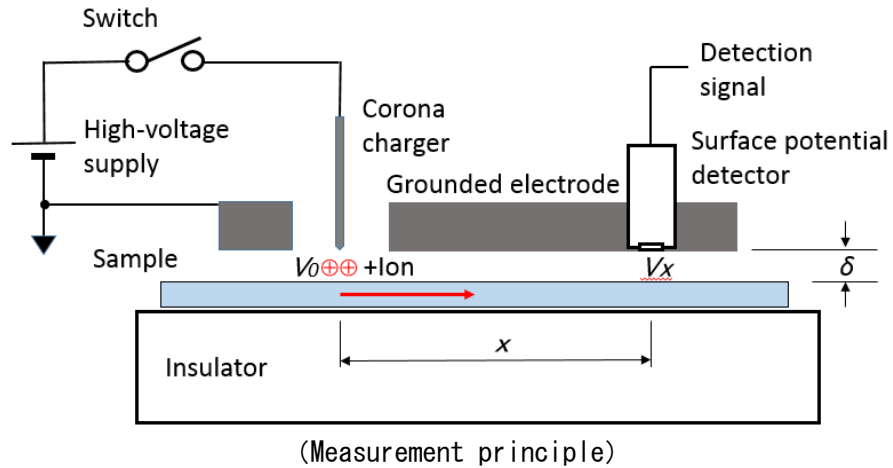 Switch
Detection
signal
High-voltage
supply
Corona
charger
Surface potential
detector
Grounded electrode
Sample
V0⊕⊕ +Ion
Vx
δ
x
Insulator
(Measurement principle)